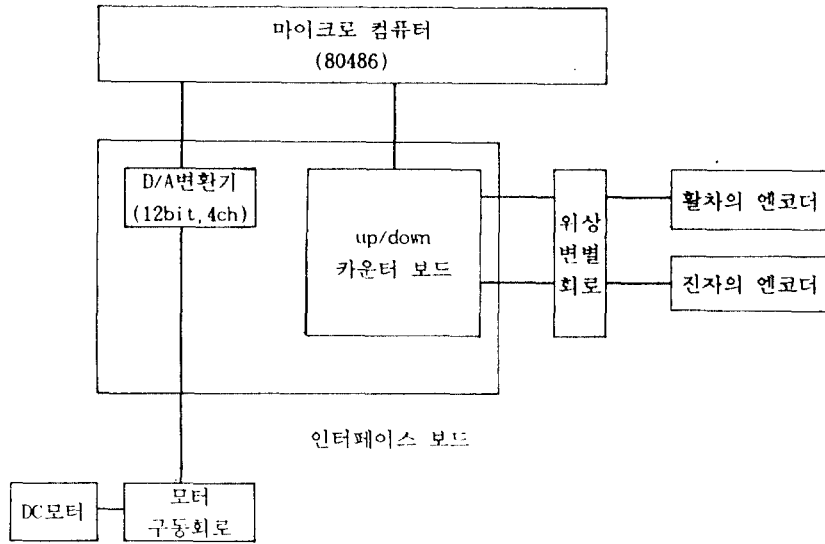 마이크로 컴퓨터
(80486)
D/A변환기
(12bit,4ch)
up/down
카운터 보드
위상
변별
회로
활차의 엔코더
진자의 엔코더
인터페이스 보드
DC모터
모터
구동회로